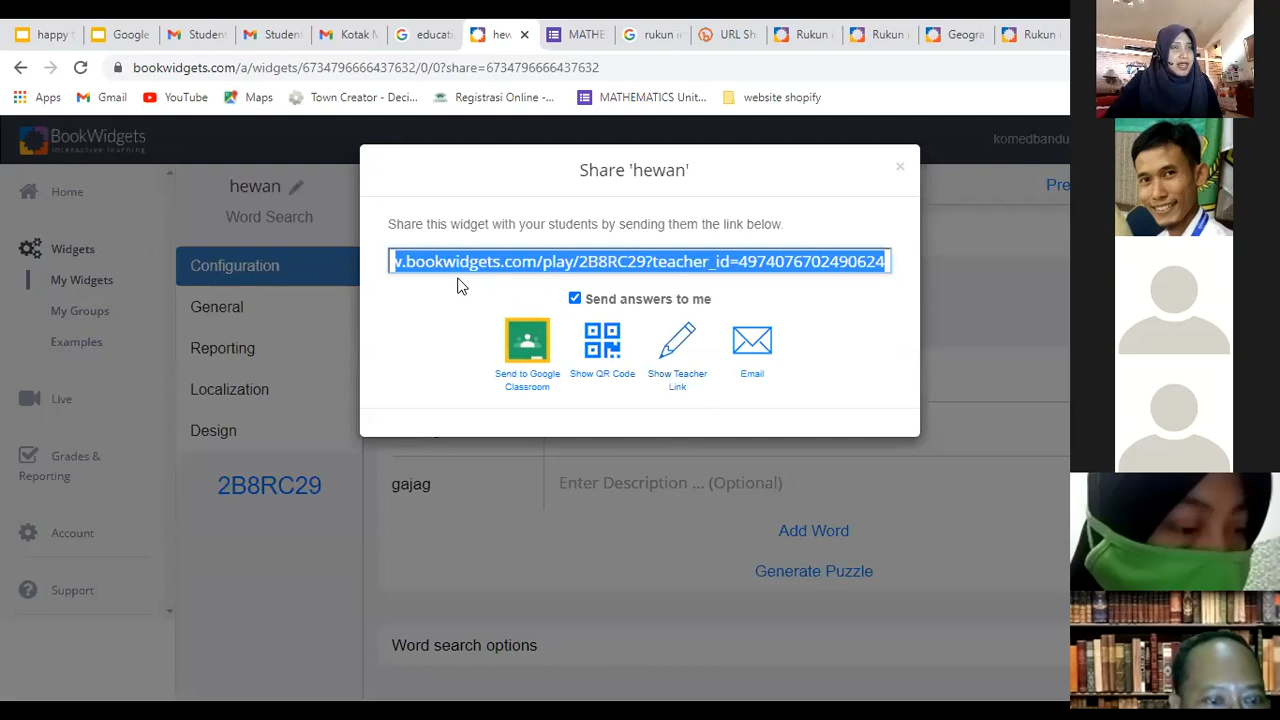 happy
Google
Student
Student
Kotak M
educati
hew
MATHE
rukun i
URL Sh
Rukun i
Rukun
Geogra
Rukun
bookwidgets.com/a/widgets/6734796666437632/0/0?share=6734796666437632
Apps
Gmail
YouTube
Maps
Town Creator - Deci...
Registrasi Online -...
MATHEMATICS Unit...
website shopify
BookWidgets
interactive learning
komedbandu
Home
Widgets
My Widgets
My Groups
Examples
Live
Grades &
Reporting
Account
Support
hewan
Word Search
Configuration
General
Reporting
Localization
Design
2B8RC29
Pre
Share 'hewan'
×
Share this widget with your students by sending them the link below.
w.bookwidgets.com/play/2B8RC29?teacher_id=4974076702490624
Send answers to me
Send to Google
Classroom
Show QR Code
Show Teacher
Link
Email
gajag
Enter Description ... (Optional)
Add Word
Generate Puzzle
Word search options